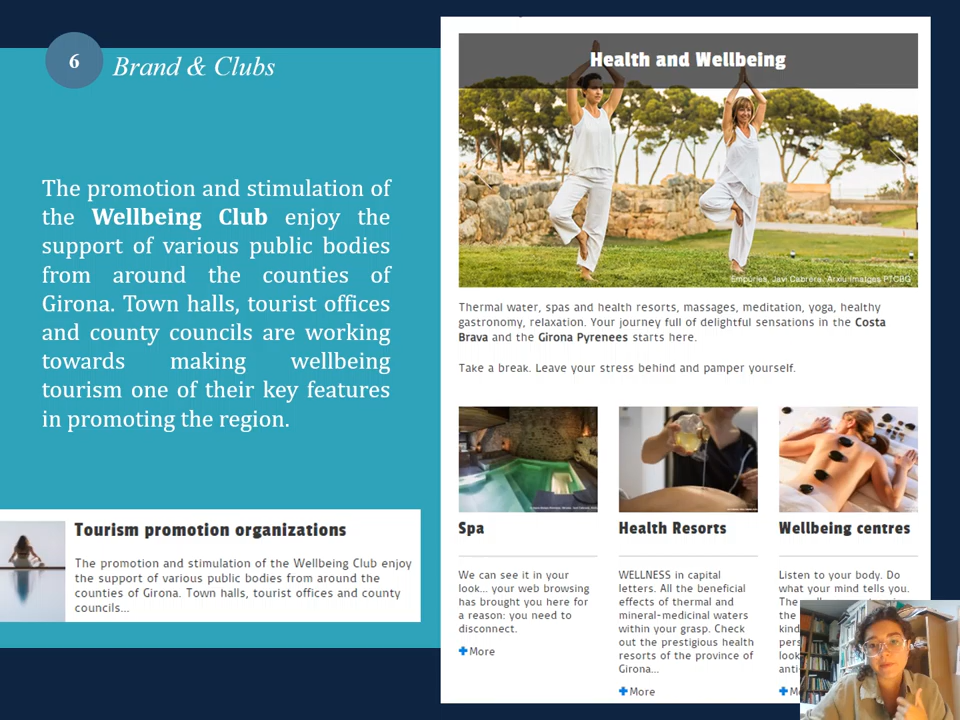 6
Brand & Clubs
The promotion and stimulation of
the Wellbeing Club enjoy the
support of various public bodies
from around the counties of
Girona. Town halls, tourist offices
and county councils are working
towards making wellbeing
tourism one of their key features
in promoting the region.
Tourism promotion organizations
The promotion and stimulation of the Wellbeing Club enjoy
the support of various public bodies from around the
counties of Girona. Town halls, tourist offices and county
councils...
Health and Wellbeing
Empúries, Javi Cabrera, Arxiu Imatges PTCBG
Thermal water, spas and health resorts, massages, meditation, yoga, healthy
gastronomy, relaxation. Your journey full of delightful sensations in the Costa
Brava and the Girona Pyrenees starts here.
Take a break. Leave your stress behind and pamper yourself.
Spa
We can see it in your
look... your web browsing
has brought you here for
a reason: you need to
disconnect.
More
Health Resorts
WELLNESS in capital
letters. All the beneficial
effects of thermal and
mineral-medicinal waters
within your grasp. Check
out the prestigious health
resorts of the province of
Girona...
More
Wellbeing centres
Listen to your body. Do
what your mind tells you.
the
kind
pers
look
anti